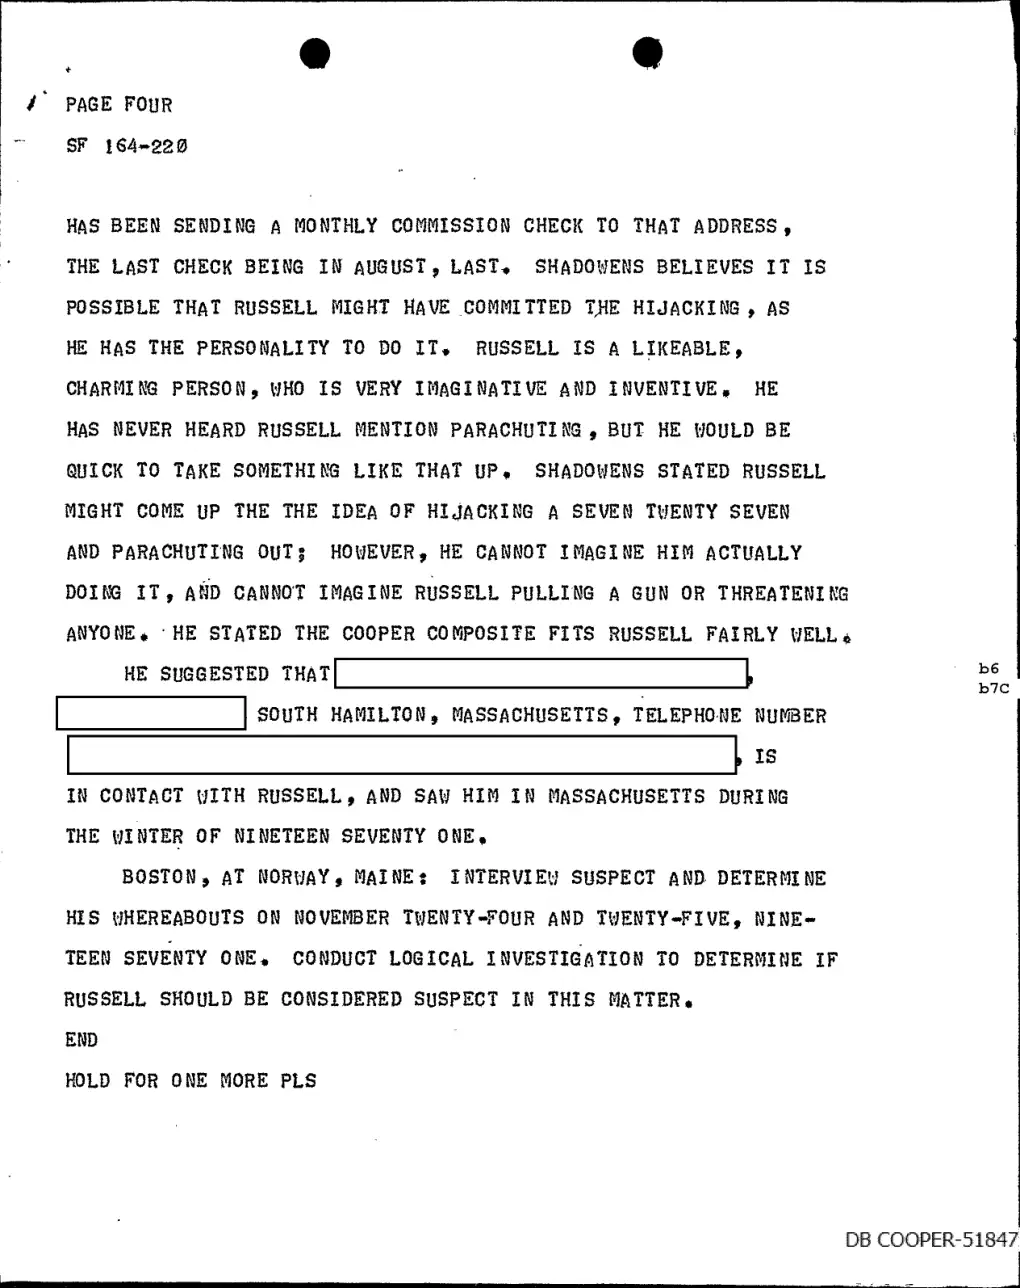 PAGE FOUR
SF 164-220
HAS BEEN SENDING A MONTHLY COMMISSION CHECK TO THAT ADDRESS,
THE LAST CHECK BEING IN AUGUST, LAST. SHADOWENS BELIEVES IT IS
POSSIBLE THAT RUSSELL MIGHT HAVE COMMITTED THE HIJACKING, AS
HE HAS THE PERSONALITY TO DO IT. RUSSELL IS A LIKEABLE,
CHARMING PERSON, WHO IS VERY IMAGINATIVE AND INVENTIVE. HE
HAS NEVER HEARD RUSSELL MENTION PARACHUTING, BUT HE WOULD BE
QUICK TO TAKE SOMETHING LIKE THAT UP. SHADOWENS STATED RUSSELL
MIGHT COME UP THE THE IDEA OF HIJACKING A SEVEN TWENTY SEVEN
AND PARACHUTING OUT; HOWEVER, HE CANNOT IMAGINE HIM ACTUALLY
DOING IT, AND CANNOT IMAGINE RUSSELL PULLING A GUN OR THREATENING
ANYONE. HE STATED THE COOPER COMPOSITE FITS RUSSELL FAIRLY WELL.
HE SUGGESTED THAT ,
b6
b7C
SOUTH HAMILTON, MASSACHUSETTS, TELEPHONE NUMBER
, IS
IN CONTACT WITH RUSSELL, AND SAW HIM IN MASSACHUSETTS DURING
THE WINTER OF NINETEEN SEVENTY ONE.
BOSTON, AT NORWAY, MAINE: INTERVIEW SUSPECT AND DETERMINE
HIS WHEREABOUTS ON NOVEMBER TWENTY-FOUR AND TWENTY-FIVE, NINE-
TEEN SEVENTY ONE. CONDUCT LOGICAL INVESTIGATION TO DETERMINE IF
RUSSELL SHOULD BE CONSIDERED SUSPECT IN THIS MATTER.
END
HOLD FOR ONE MORE PLS
DB COOPER-51847